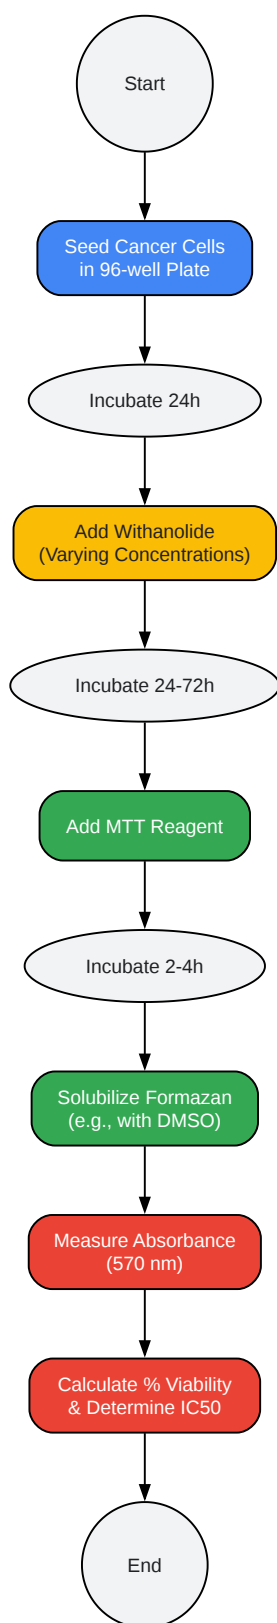 Start
Seed Cancer Cells
in 96-well Plate
Incubate 24h
Add Withanolide
(Varying Concentrations)
Incubate 24-72h
Add MTT Reagent
Incubate 2-4h
Solubilize Formazan
(e.g., with DMSO)
Measure Absorbance
(570 nm)
Calculate % Viability
& Determine IC50
End